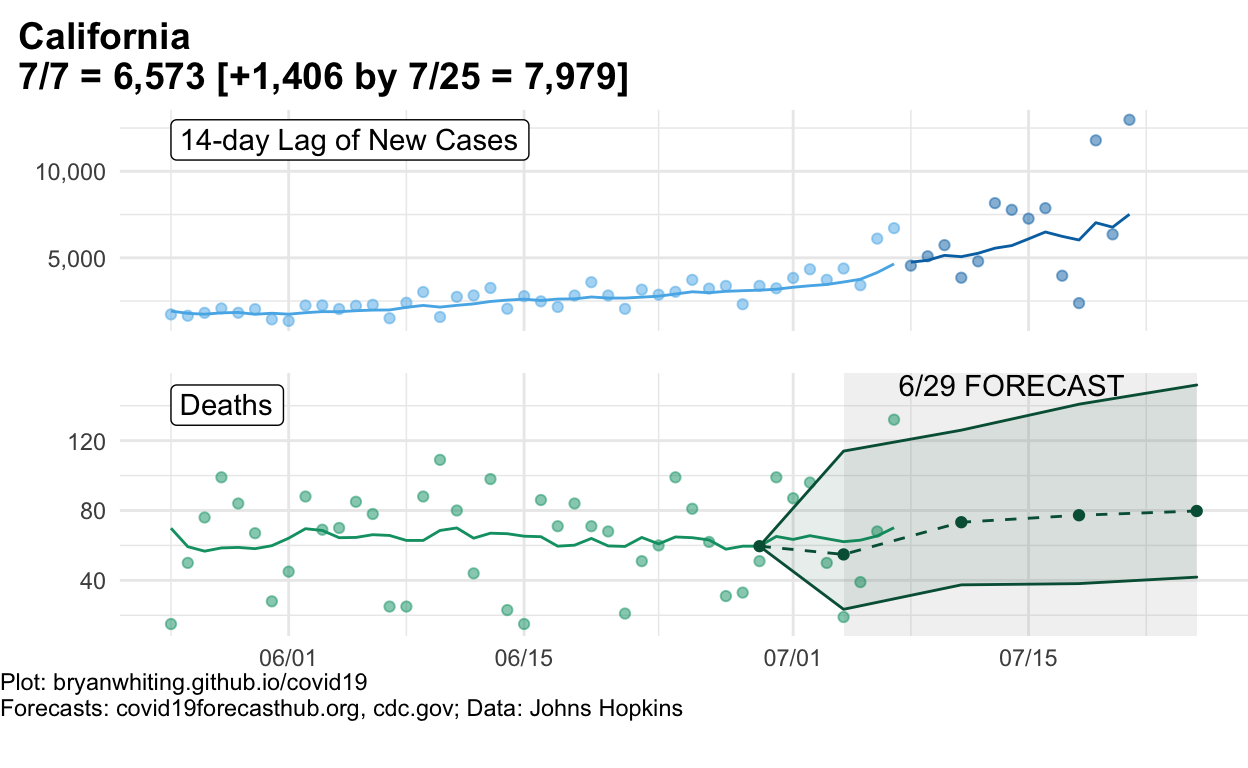 California
7/7 = 6,573 [+1,406 by 7/25 = 7,979]
14-day Lag of New Cases
10,000
5,000
Deaths
6/29 FORECAST
120
80
40
06/01 06/15 07/01 07/15
Plot: bryanwhiting.github.io/covid19
Forecasts: covid19forecasthub.org, cdc.gov; Data: Johns Hopkins